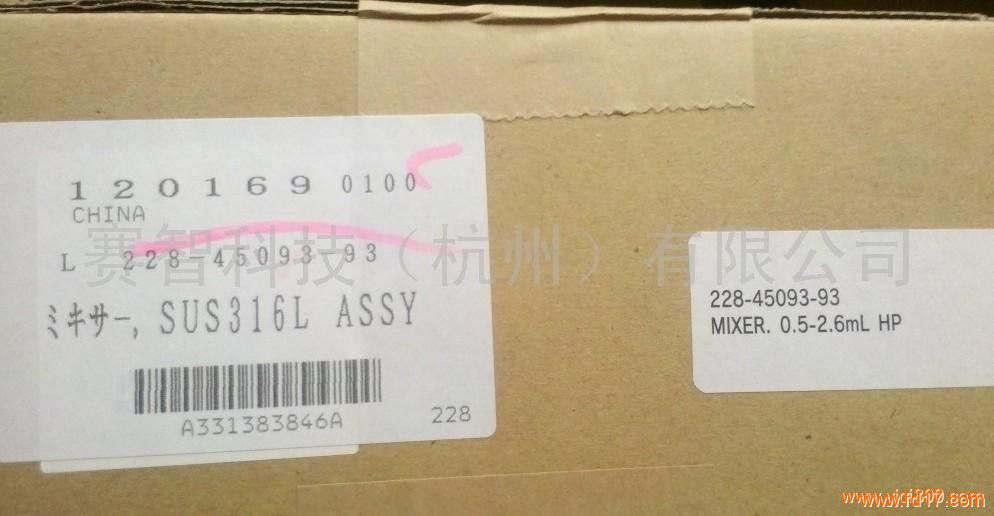 120169 0100
CHINA
L 228-45093-93
ミキサー, SUS316L ASSY
A331383846A
228
228-45093-93
MIXER. 0.5-2.6mL HP
赛智科技（杭州）有限公司